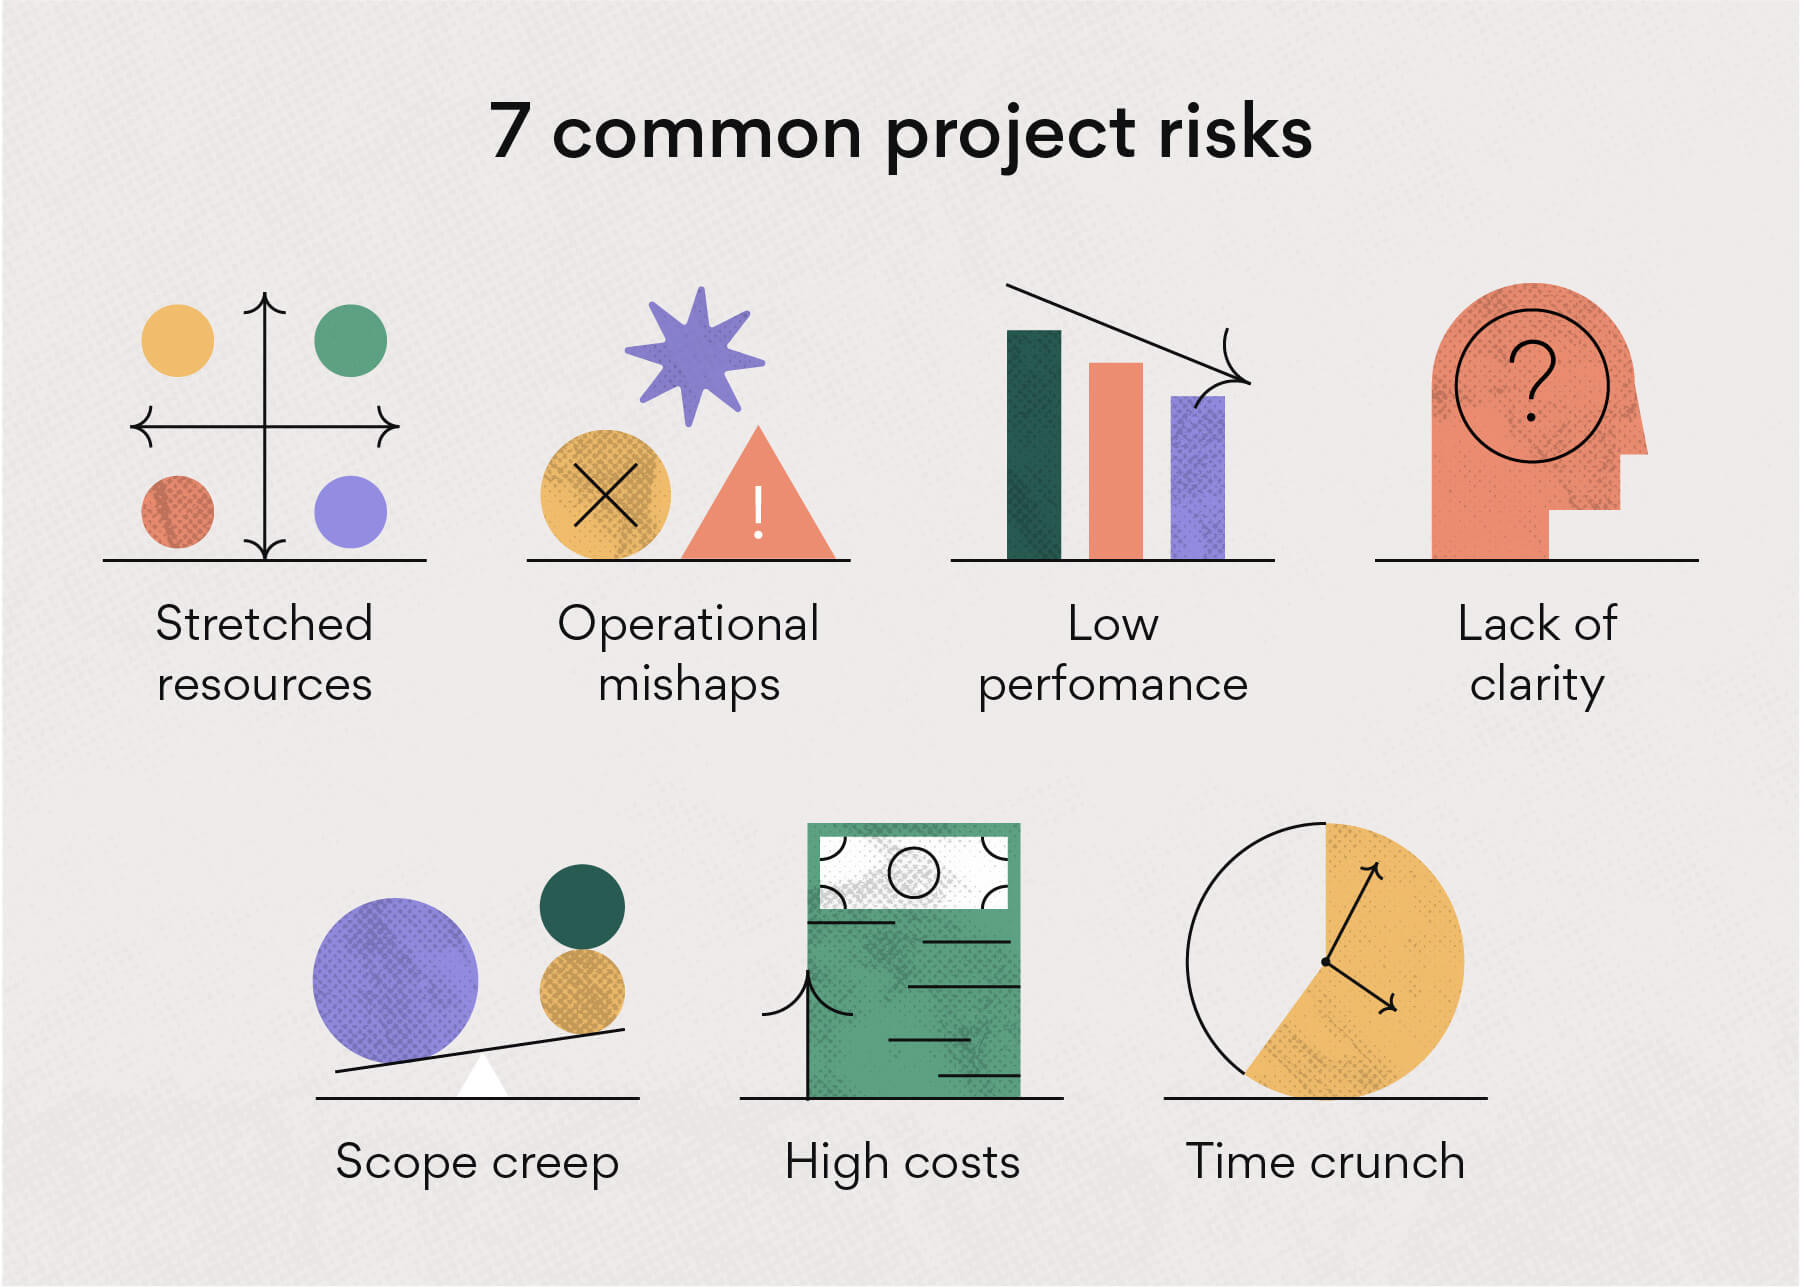 7 common project risks
!
?
Stretched
resources
Operational
mishaps
Low
perfomance
Lack of
clarity
Scope creep
High costs
Time crunch